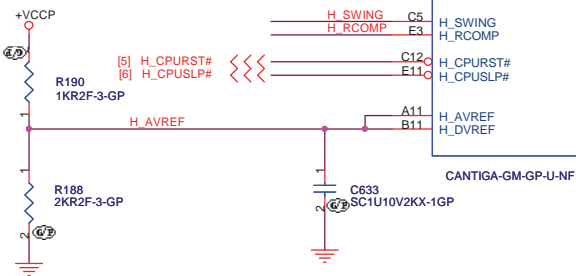 +VCCP
H_SWING C5 H_SWING
H_RCOMP E3 H_RCOMP
G/P
[5] H_CPURST# C12 H_CPURST#
[6] H_CPUSLP# E11 H_CPUSLP#
R190
1KR2F-3-GP
1
H_AVREF
A11 H_AVREF
B11 H_DVREF
1
1
CANTIGA-GM-GP-U-NF
R188
2KR2F-3-GP
C633
SC1U10V2KX-1GP
2 G/P
2 G/P